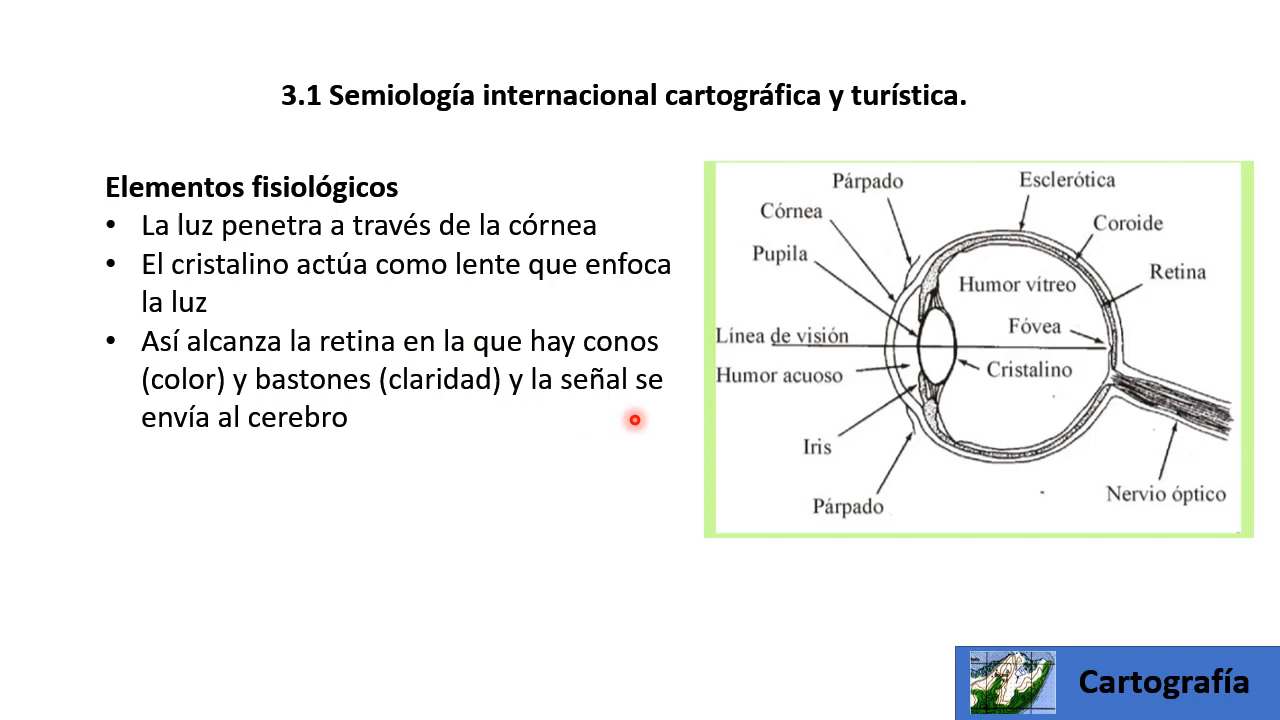 3.1 Semiología internacional cartográfica y turística.
Elementos fisiológicos
• La luz penetra a través de la córnea
• El cristalino actúa como lente que enfoca
la luz
• Así alcanza la retina en la que hay conos
(color) y bastones (claridad) y la señal se
envía al cerebro
Párpado
Esclerótica
Córnea
Coroide
Pupila
Retina
Humor vítreo
Fóvea
Línea de visión
Cristalino
Humor acuoso
Iris
Nervio óptico
Párpado
Cartografía